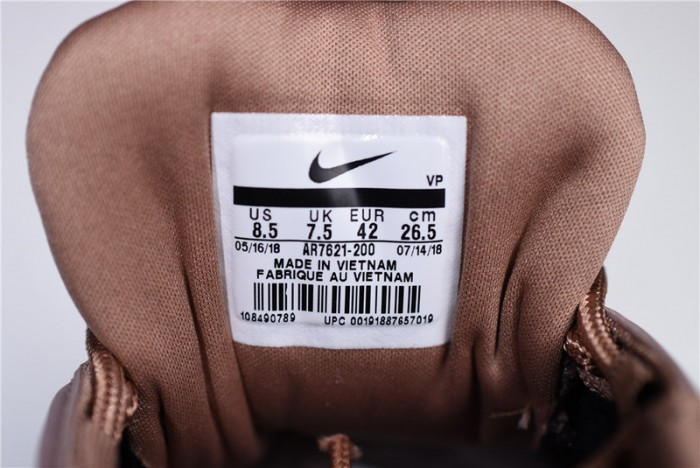 VP
US UK EUR cm
8.5 7.5 42 26.5
05/16/18 AR7621-200 07/14/18
MADE IN VIETNAM
FABRIQUE AU VIETNAM
108490789 UPC 00191887657019